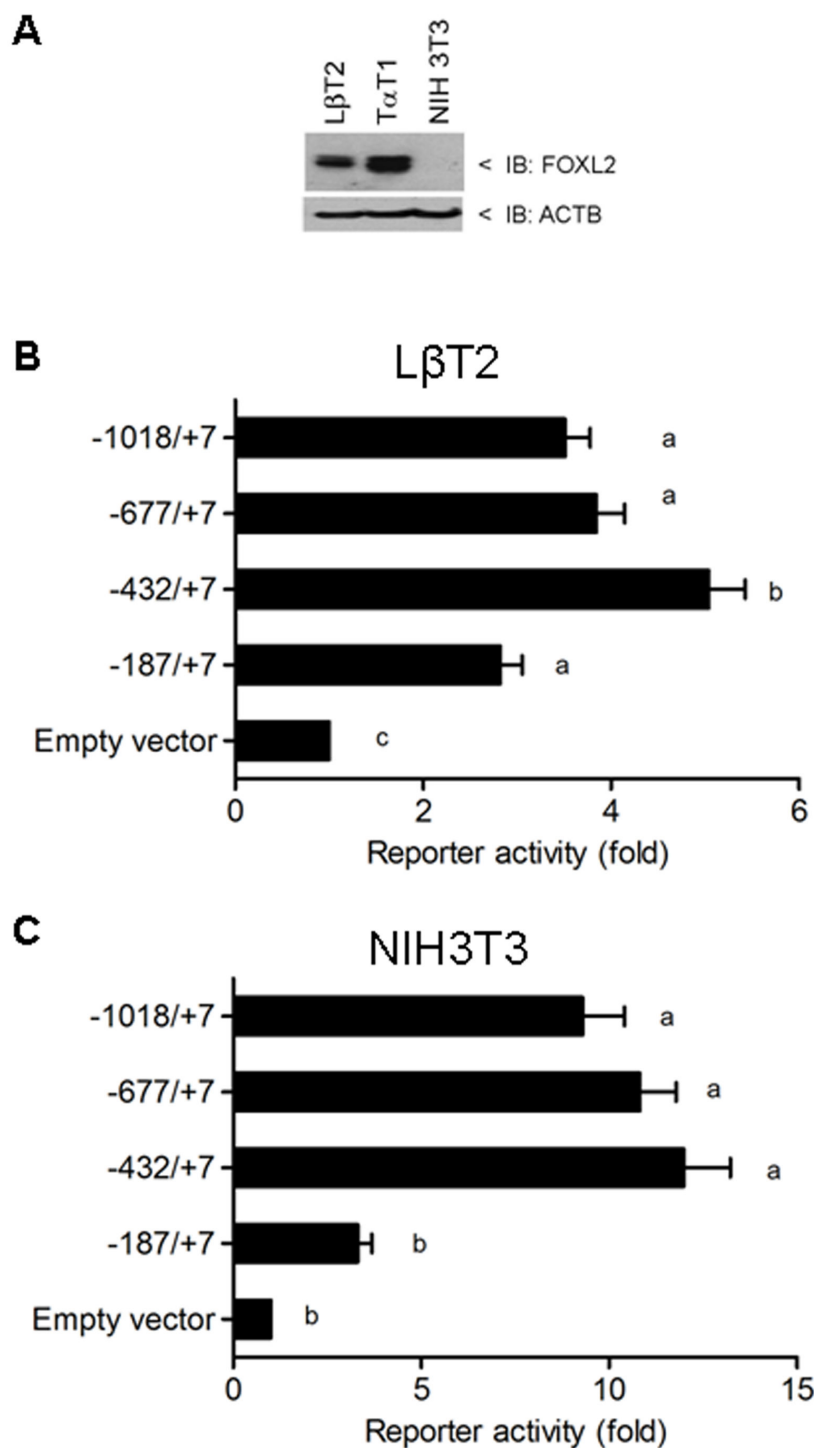 A
LβT2
TαT1
NIH 3T3
< IB: FOXL2
< IB: ACTB
B
LβT2
-1018/+7
a
-677/+7
a
-432/+7
b
-187/+7
a
Empty vector
c
0 2 4 6
Reporter activity (fold)
C
NIH3T3
-1018/+7
a
-677/+7
a
-432/+7
a
-187/+7
b
Empty vector
b
0 5 10 15
Reporter activity (fold)